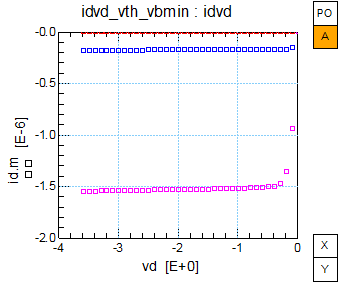 idvd_vth_vbmin : idvd
PO
A
-0.0
-0.5
-1.0
-1.5
-2.0
id.m [E-6]
-4
-3
-2
-1
0
vd [E+0]
X
Y